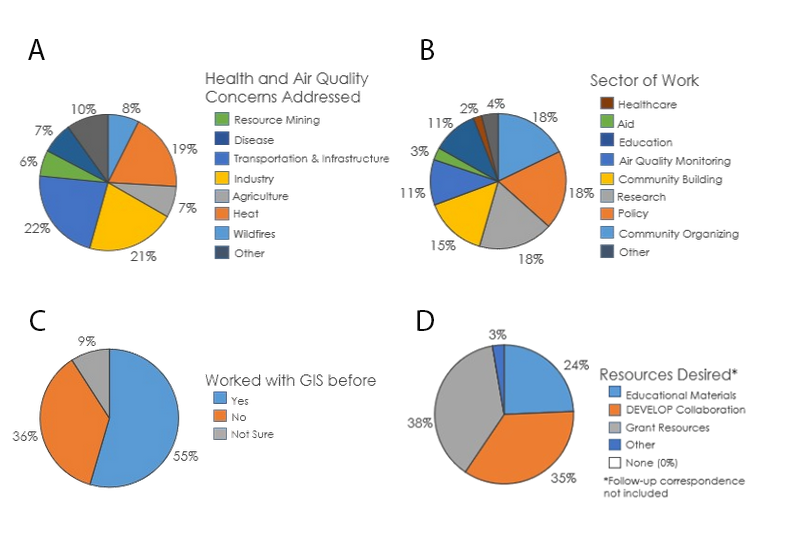 A
Health and Air Quality
Concerns Addressed
10%
8%
19%
7%
21%
22%
6%
7%
Resource Mining
Disease
Transportation & Infrastructure
Industry
Agriculture
Heat
Wildfires
Other
B
Sector of Work
2%
4%
18%
18%
18%
15%
11%
3%
11%
Healthcare
Aid
Education
Air Quality Monitoring
Community Building
Research
Policy
Community Organizing
Other
C
9%
36%
55%
Worked with GIS before
Yes
No
Not Sure
D
3%
24%
38%
35%
Resources Desired*
Educational Materials
DEVELOP Collaboration
Grant Resources
Other
None (0%)
*Follow-up correspondence
not included